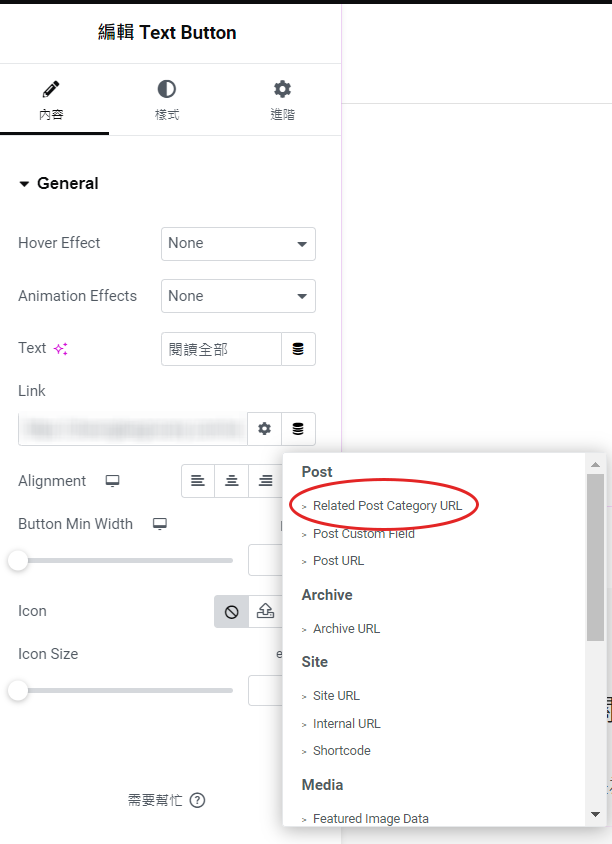 編輯 Text Button
內容
樣式
進階
General
Hover Effect
None
Animation Effects
None
Text
閱讀全部
Link
Alignment
Button Min Width
Icon
Icon Size
Post
> Related Post Category URL
> Post Custom Field
> Post URL
Archive
> Archive URL
Site
> Site URL
> Internal URL
> Shortcode
Media
> Featured Image Data
需要幫忙